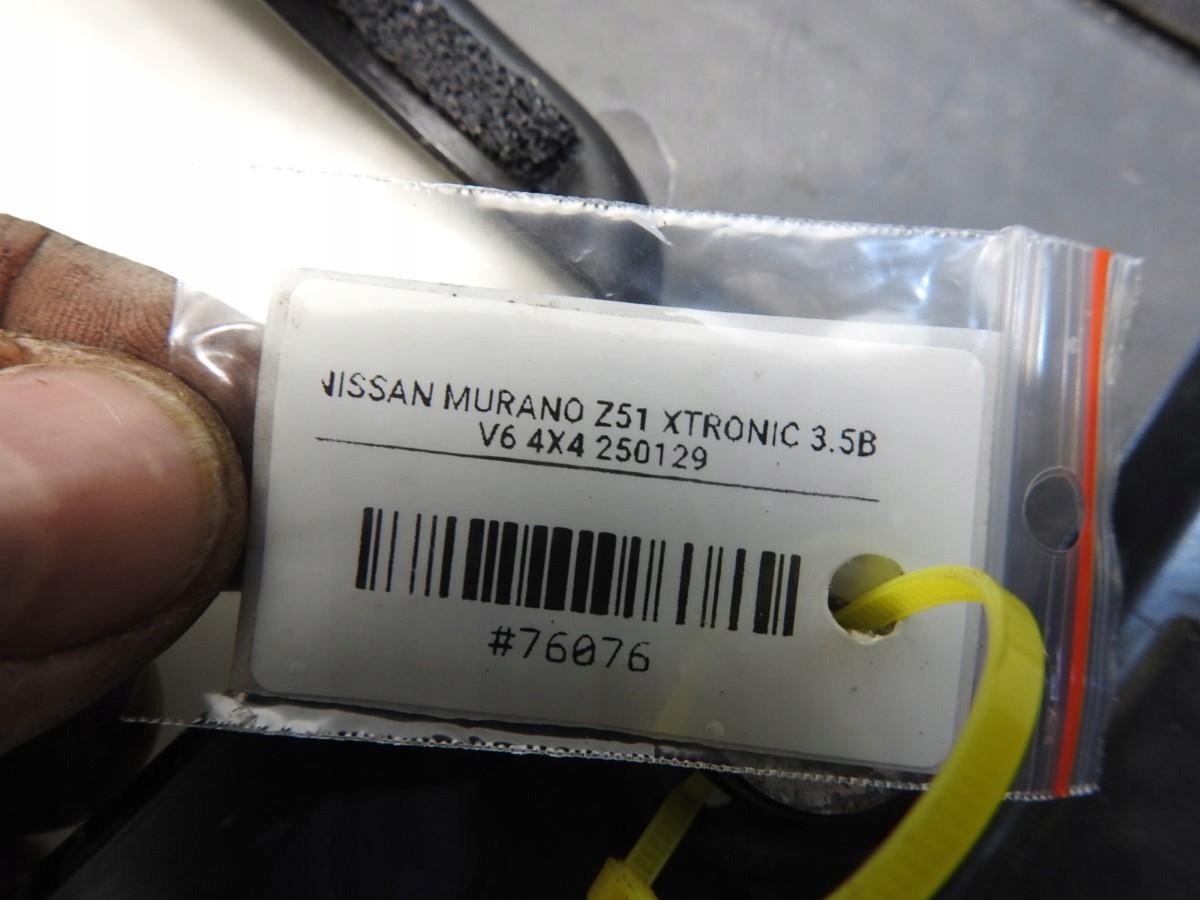 NISSAN MURANO Z51 XTRONIC 3.5B
V6 4X4 250129
#76076